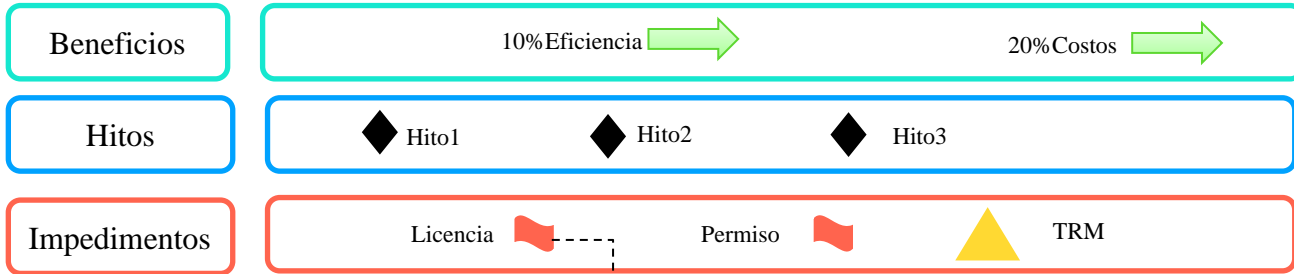 Beneficios
10%Eficiencia
20%Costos
Hitos
Hito1
Hito2
Hito3
Impedimentos
Licencia
Permiso
TRM